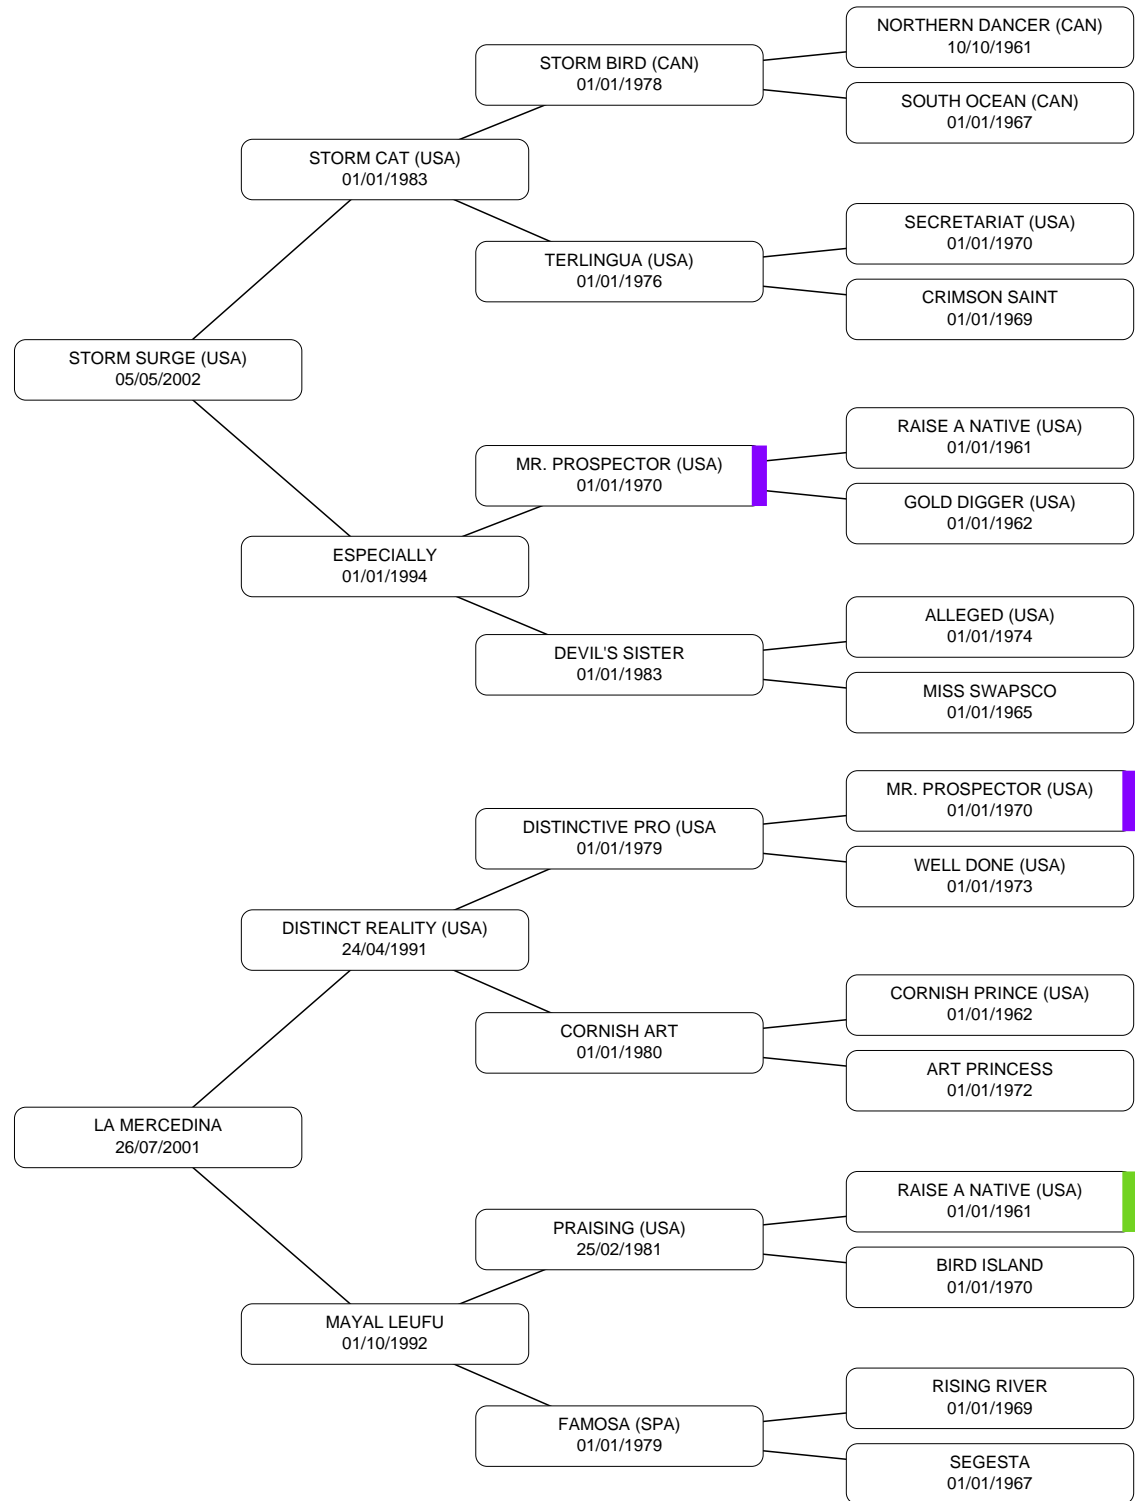 NORTHERN DANCER (CAN)
10/10/1961
STORM BIRD (CAN)
01/01/1978
SOUTH OCEAN (CAN)
01/01/1967
STORM CAT (USA)
01/01/1983
SECRETARIAT (USA)
01/01/1970
TERLINGUA (USA)
01/01/1976
CRIMSON SAINT
01/01/1969
STORM SURGE (USA)
05/05/2002
RAISE A NATIVE (USA)
01/01/1961
MR. PROSPECTOR (USA)
01/01/1970
GOLD DIGGER (USA)
01/01/1962
ESPECIALLY
01/01/1994
ALLEGED (USA)
01/01/1974
DEVIL'S SISTER
01/01/1983
MISS SWAPSCO
01/01/1965
MR. PROSPECTOR (USA)
01/01/1970
DISTINCTIVE PRO (USA
01/01/1979
WELL DONE (USA)
01/01/1973
DISTINCT REALITY (USA)
24/04/1991
CORNISH PRINCE (USA)
01/01/1962
CORNISH ART
01/01/1980
ART PRINCESS
01/01/1972
LA MERCEDINA
26/07/2001
RAISE A NATIVE (USA)
01/01/1961
PRAISING (USA)
25/02/1981
BIRD ISLAND
01/01/1970
MAYAL LEUFU
01/10/1992
RISING RIVER
01/01/1969
FAMOSA (SPA)
01/01/1979
SEGESTA
01/01/1967